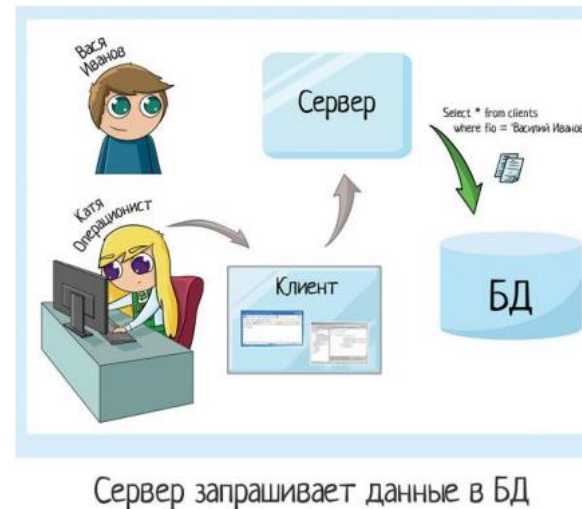 Вася
Иванов
Сервер
Select * from clients
where fio = 'Василий Иванов
Катя
Операционист
Клиент
БД
Сервер запрашивает данные в БД